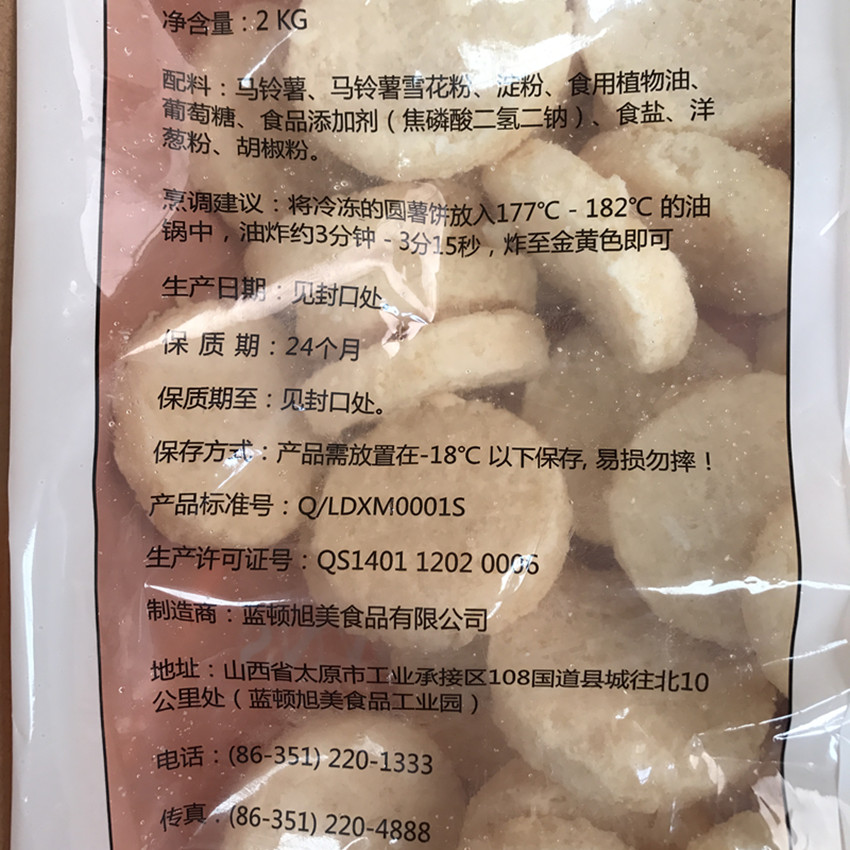 净含量：2 KG
配料：马铃薯、马铃薯雪花粉、淀粉、食用植物油、
葡萄糖、食品添加剂（焦磷酸二氢二钠）、食盐、洋
葱粉、胡椒粉。
烹调建议：将冷冻的圆薯饼放入177℃ - 182℃ 的油
锅中，油炸约3分钟 - 3分15秒，炸至金黄色即可
生产日期：见封口处
保 质 期：24个月
保质期至：见封口处。
保存方式：产品需放置在-18℃ 以下保存, 易损勿摔！
产品标准号：Q/LDXM0001S
生产许可证号：QS1401 1202 0006
制造商：蓝顿旭美食品有限公司
地址：山西省太原市工业承接区108国道县城往北10
公里处（蓝顿旭美食品工业园）
电话：(86-351) 220-1333
传真：(86-351) 220-4888